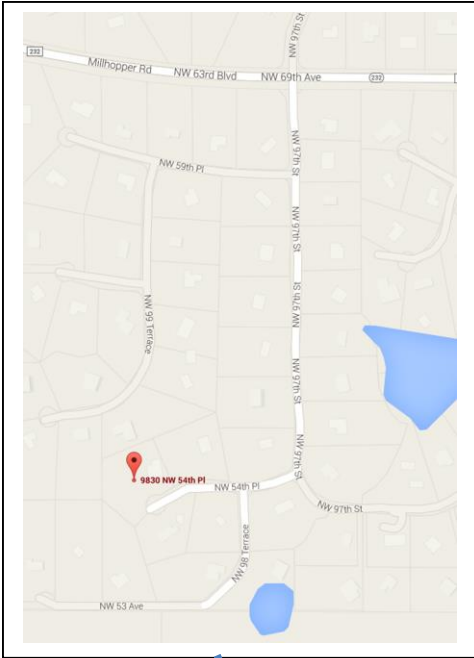 NW 97th St
232
Millhopper Rd
NW 63rd Blvd
NW 69th Ave
232
NW 97th St
NW 59th Pl
NW 97th St
NW 97th St
NW 99 Terrace
NW 97th St
NW 97th St
9830 NW 54th Pl
NW 54th Pl
NW 97th St
NW 98 Terrace
NW 53 Ave